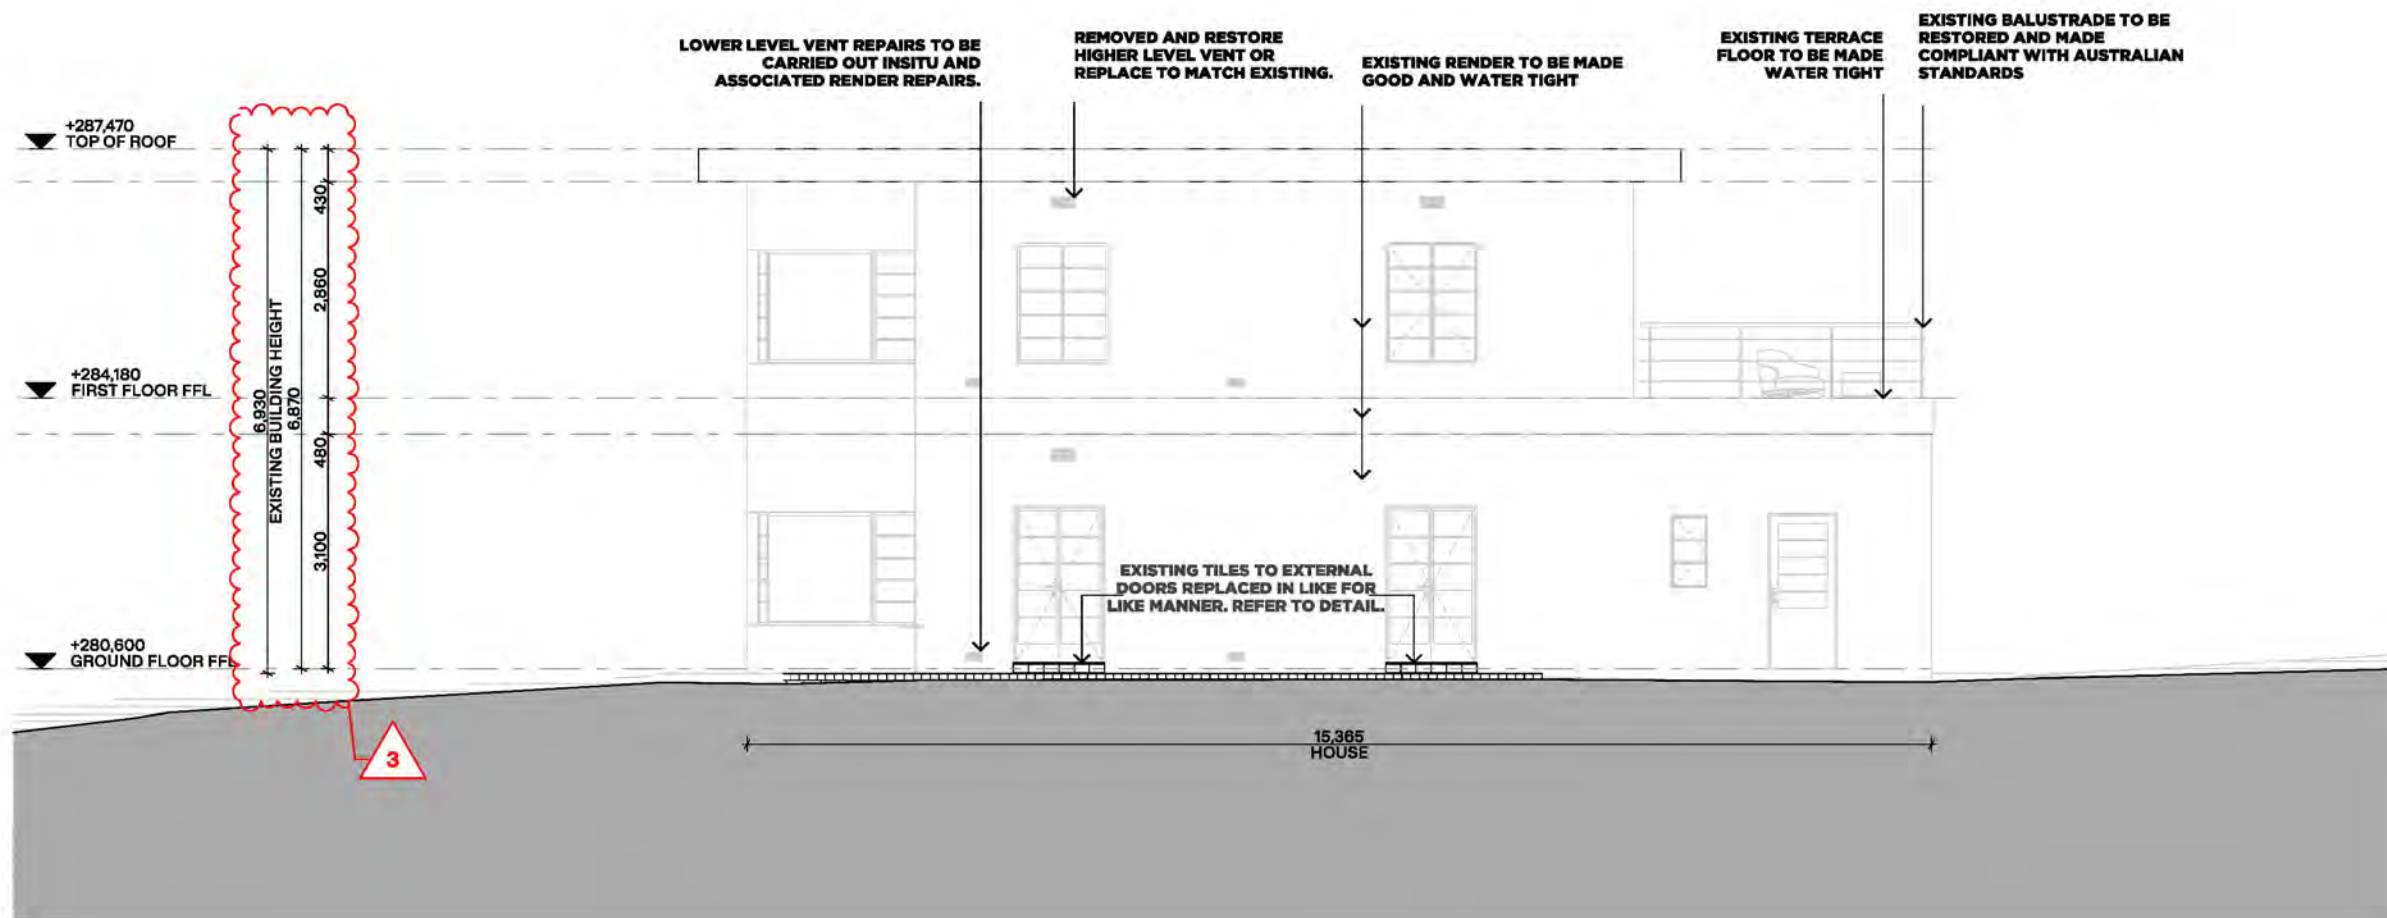 LOWER LEVEL VENT REPAIRS TO BE
CARRIED OUT INSITU AND
ASSOCIATED RENDER REPAIRS.
REMOVED AND RESTORE
HIGHER LEVEL VENT OR
REPLACE TO MATCH EXISTING.
EXISTING RENDER TO BE MADE
GOOD AND WATER TIGHT
EXISTING TERRACE
FLOOR TO BE MADE
WATER TIGHT
EXISTING BALUSTRADE TO BE
RESTORED AND MADE
COMPLIANT WITH AUSTRALIAN
STANDARDS
+287,470
TOP OF ROOF
+284,180
FIRST FLOOR FFL
+280,600
GROUND FLOOR FFL
6,930
EXISTING BUILDING HEIGHT
6,870
430
2,860
480
3,100
EXISTING TILES TO EXTERNAL
DOORS REPLACED IN LIKE FOR
LIKE MANNER. REFER TO DETAIL.
15,365
HOUSE
3